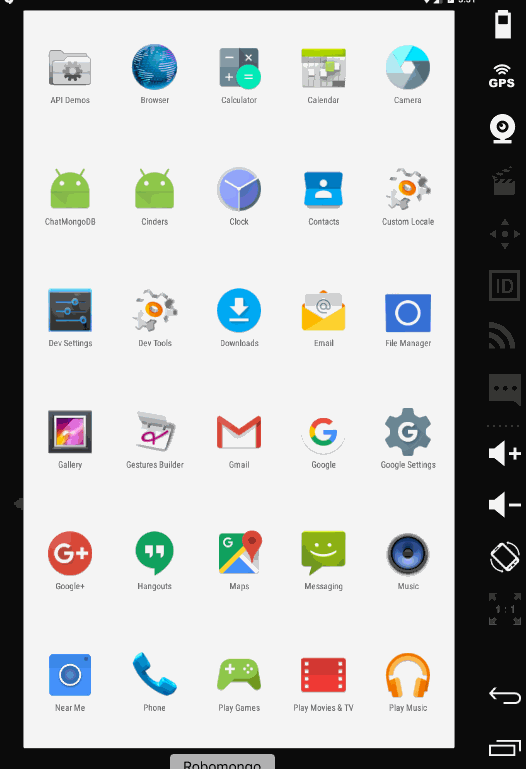 API Demos Browser Calculator Calendar Camera
GPS
ChatMongoDB Cinders Clock Contacts Custom Locale
ID
Dev Settings Dev Tools Downloads Email File Manager
Gallery Gestures Builder Gmail Google Google Settings
Google+ Hangouts Maps Messaging Music
1:1
Near Me Phone Play Games Play Movies & TV Play Music
Robomongo